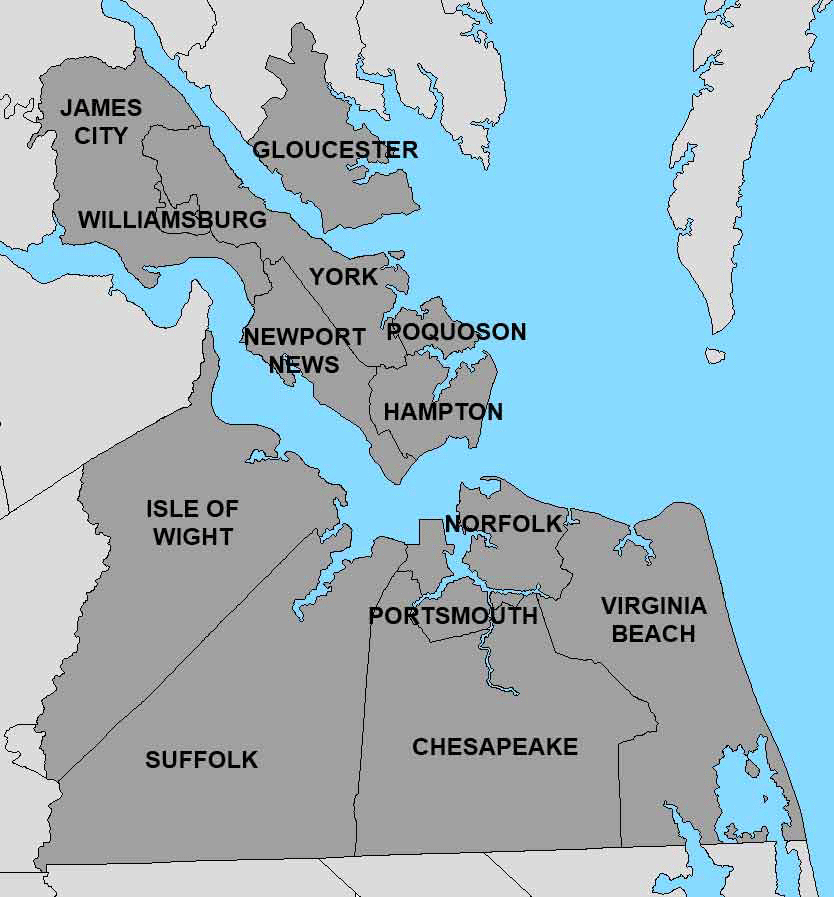 JAMES
CITY
GLOUCESTER
WILLIAMSBURG
YORK
NEWPORT
NEWS
POQUOSON
HAMPTON
ISLE OF
WIGHT
NORFOLK
PORTSMOUTH
VIRGINIA
BEACH
SUFFOLK
CHESAPEAKE